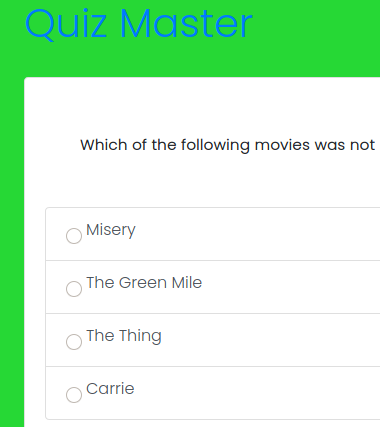 Quiz Master
Which of the following movies was not
Misery
The Green Mile
The Thing
Carrie